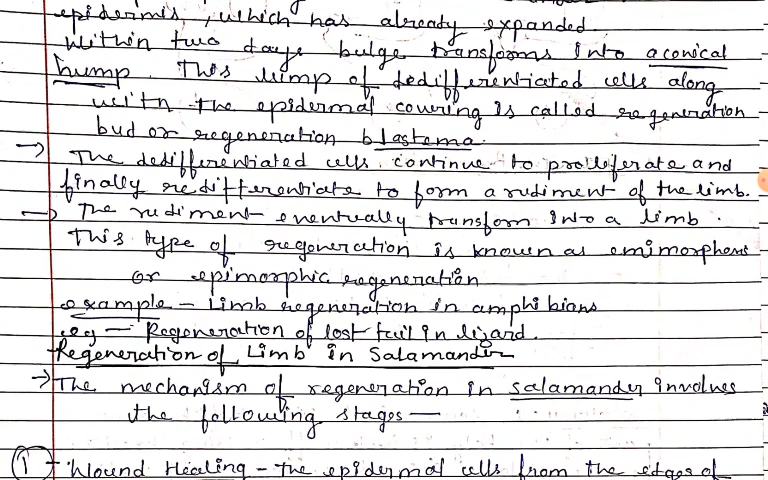 epidermis, which has already expanded.
Within two days bulge transforms into a conical
hump. This lump of dedifferentiated cells along
with the epidermal covering is called regeneration
bud or regeneration blastema.
→ The dedifferentiated cells continue to proliferate and
finally redifferentiate to form a rudiment of the limb.
→ The rudiment eventually transform into a limb.
This type of regeneration is known as emimorphosis
or epimorphic regeneration
example - Limb regeneration in amphibians
eg - Regeneration of lost tail in lizard.
Regeneration of Limb in Salamander
→ The mechanism of regeneration in salamander involves
the following stages —
① Wound Healing - The epidermal cells from the edges of